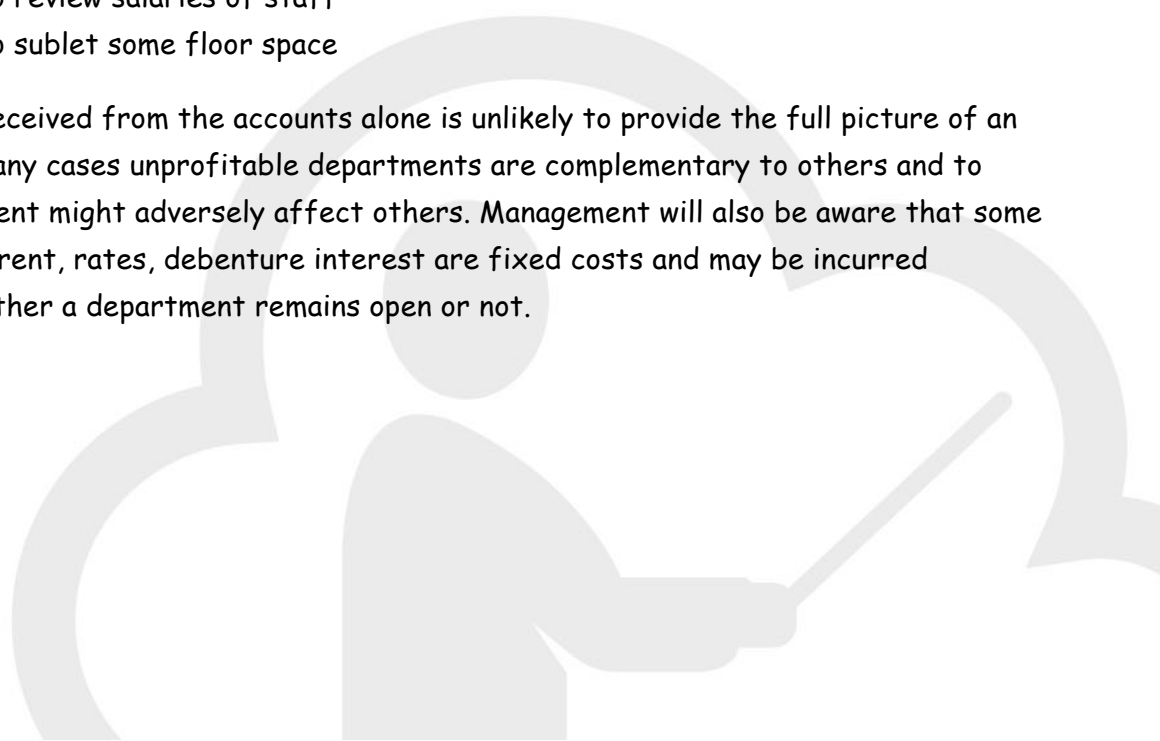 o review salaries of staff
o sublet some floor space
eceived from the accounts alone is unlikely to provide the full picture of an
any cases unprofitable departments are complementary to others and to
ent might adversely affect others. Management will also be aware that some
rent, rates, debenture interest are fixed costs and may be incurred
ther a department remains open or not.